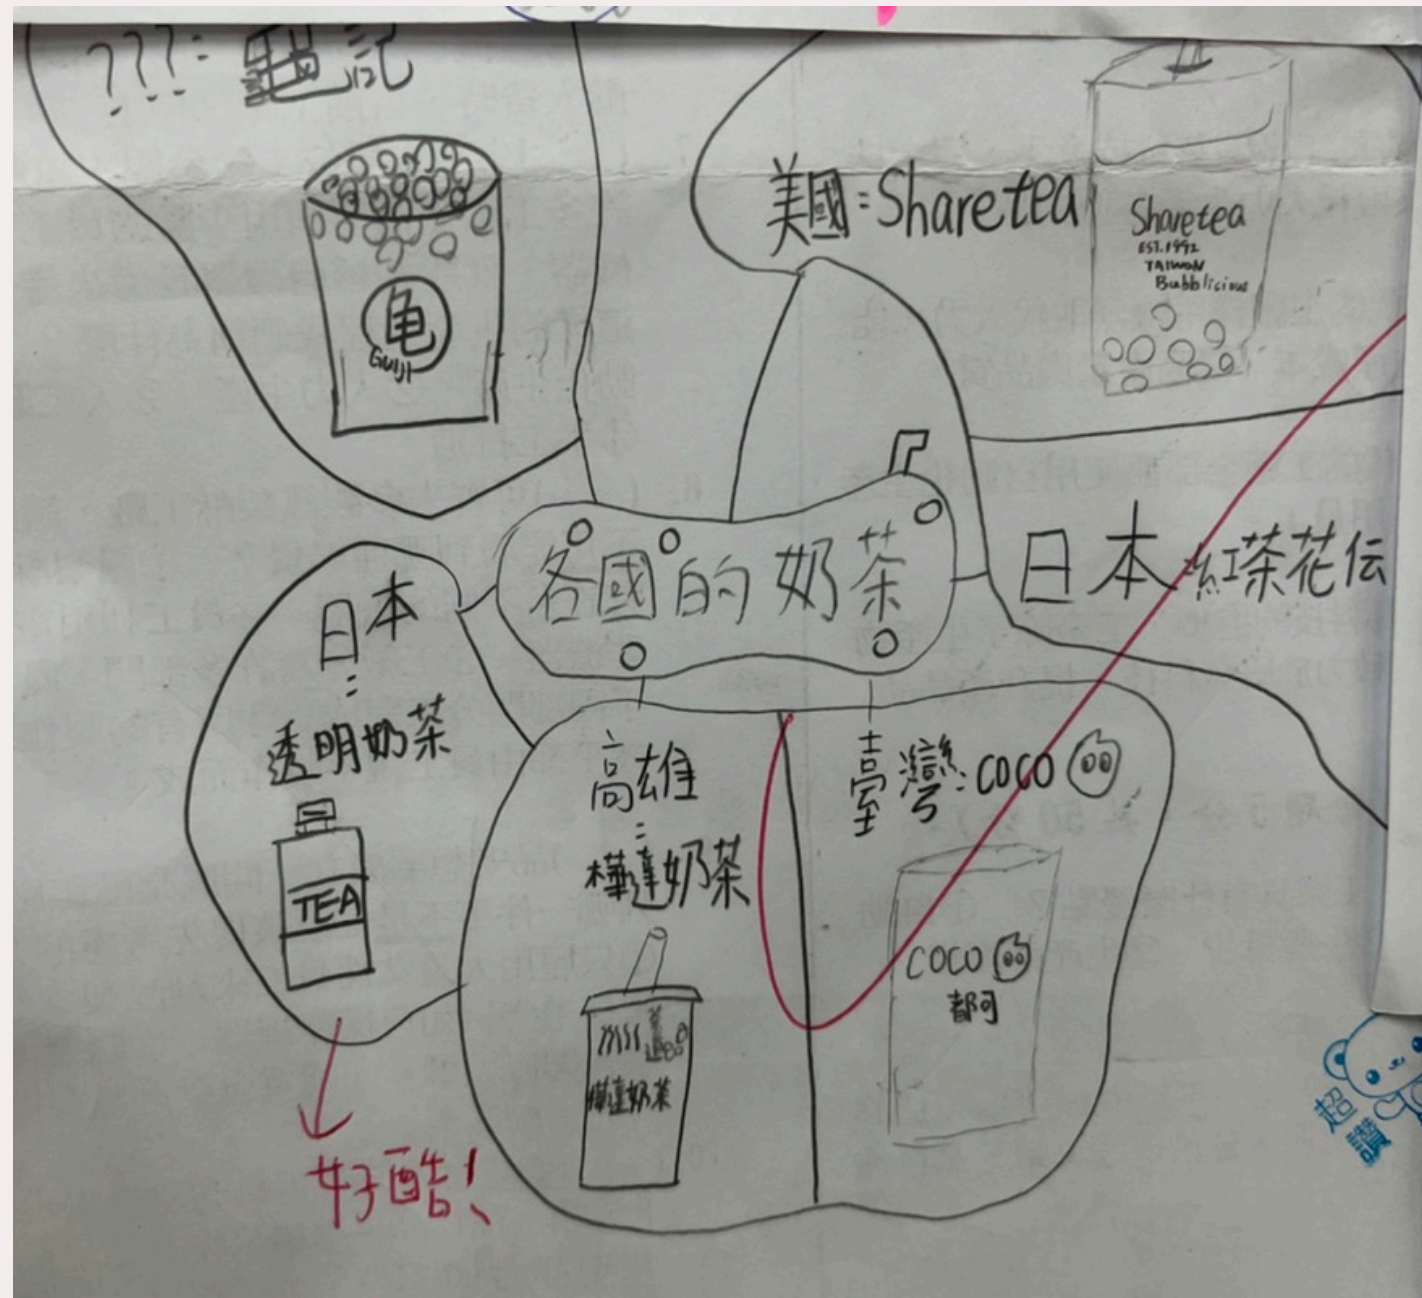 ???: 龜記
龟
GUIJI
美國:Sharetea
Sharetea
EST.1992
TAIWAN
Bubblicious
各國的奶茶
日本 紅茶花伝
日本:
透明奶茶
TEA
好酷!
高雄:
樺達奶茶
樺達奶茶
臺灣:COCO
COCO
都可
超讚